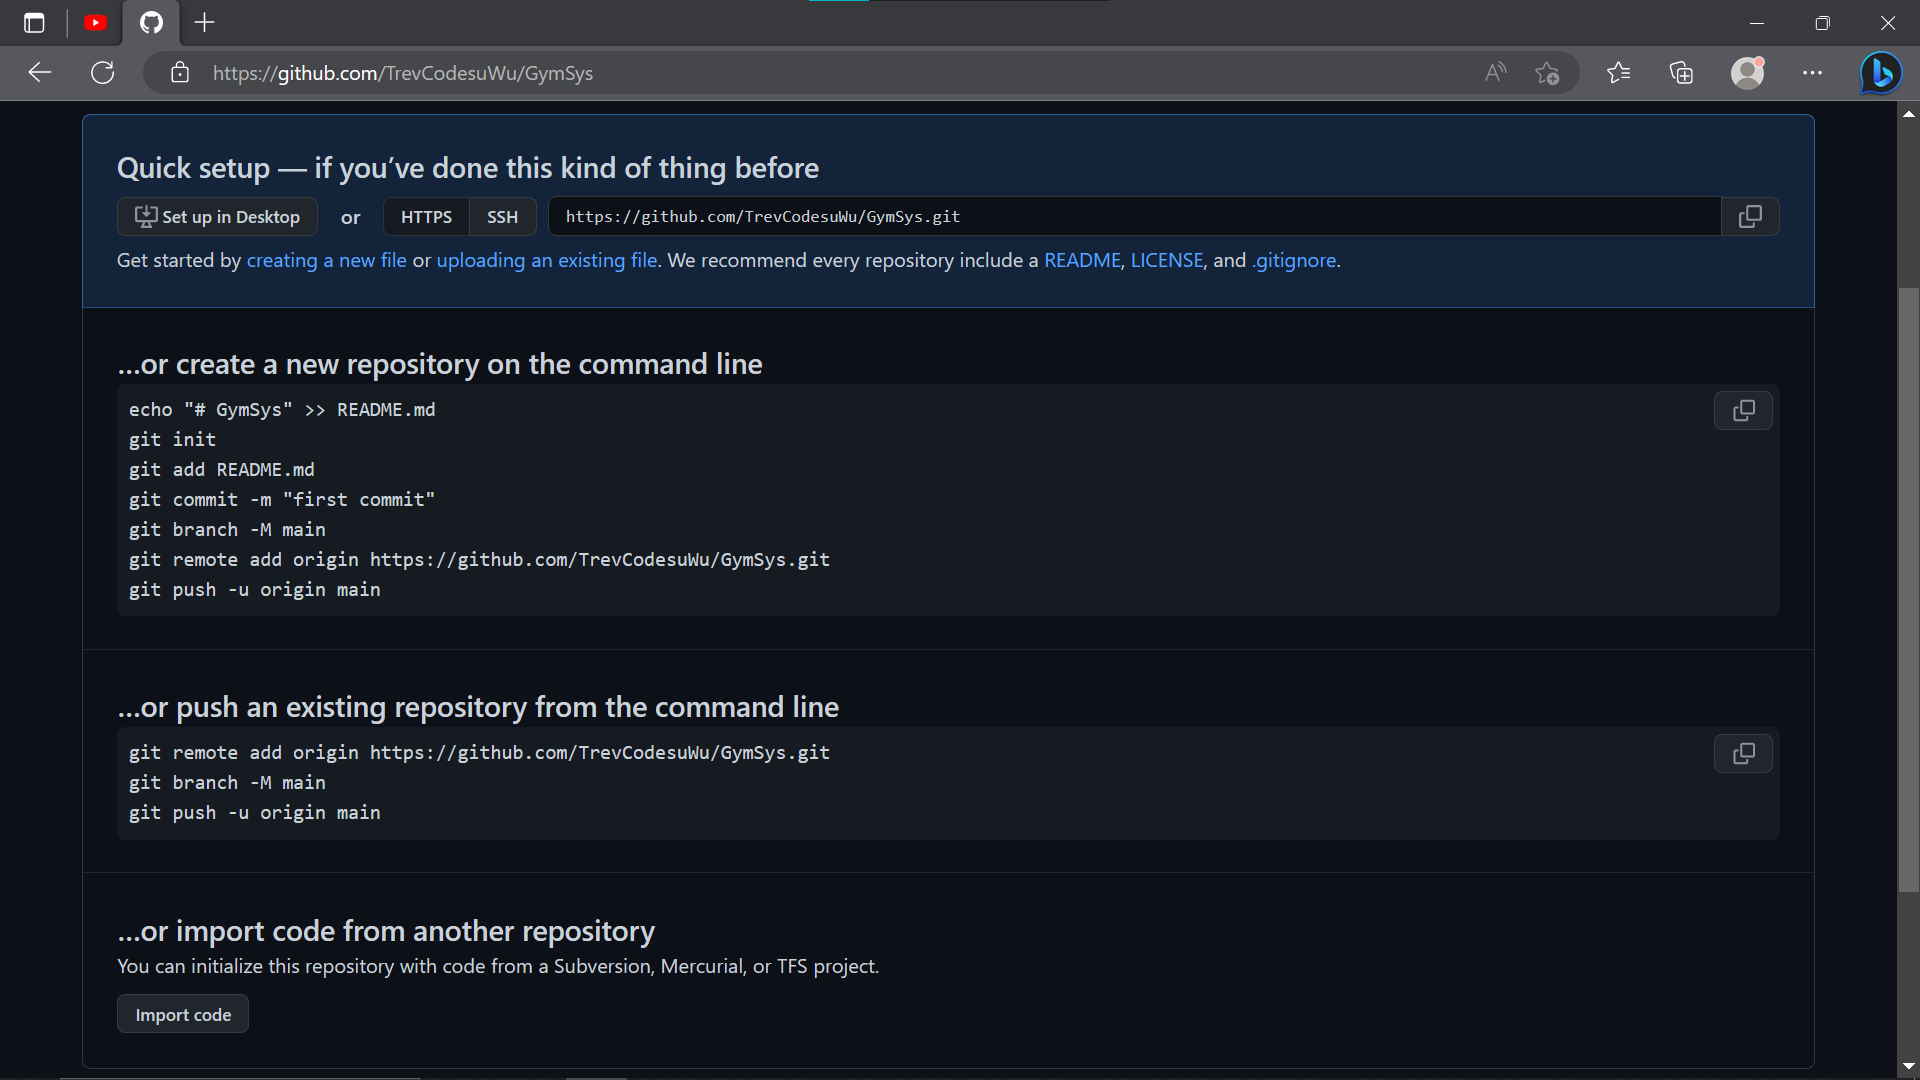 https://github.com/TrevCodesuWu/GymSys
Quick setup — if you’ve done this kind of thing before
Set up in Desktop or HTTPS SSH https://github.com/TrevCodesuWu/GymSys.git
Get started by creating a new file or uploading an existing file. We recommend every repository include a README, LICENSE, and .gitignore.
…or create a new repository on the command line
echo "# GymSys" >> README.md
git init
git add README.md
git commit -m "first commit"
git branch -M main
git remote add origin https://github.com/TrevCodesuWu/GymSys.git
git push -u origin main
…or push an existing repository from the command line
git remote add origin https://github.com/TrevCodesuWu/GymSys.git
git branch -M main
git push -u origin main
…or import code from another repository
You can initialize this repository with code from a Subversion, Mercurial, or TFS project.
Import code